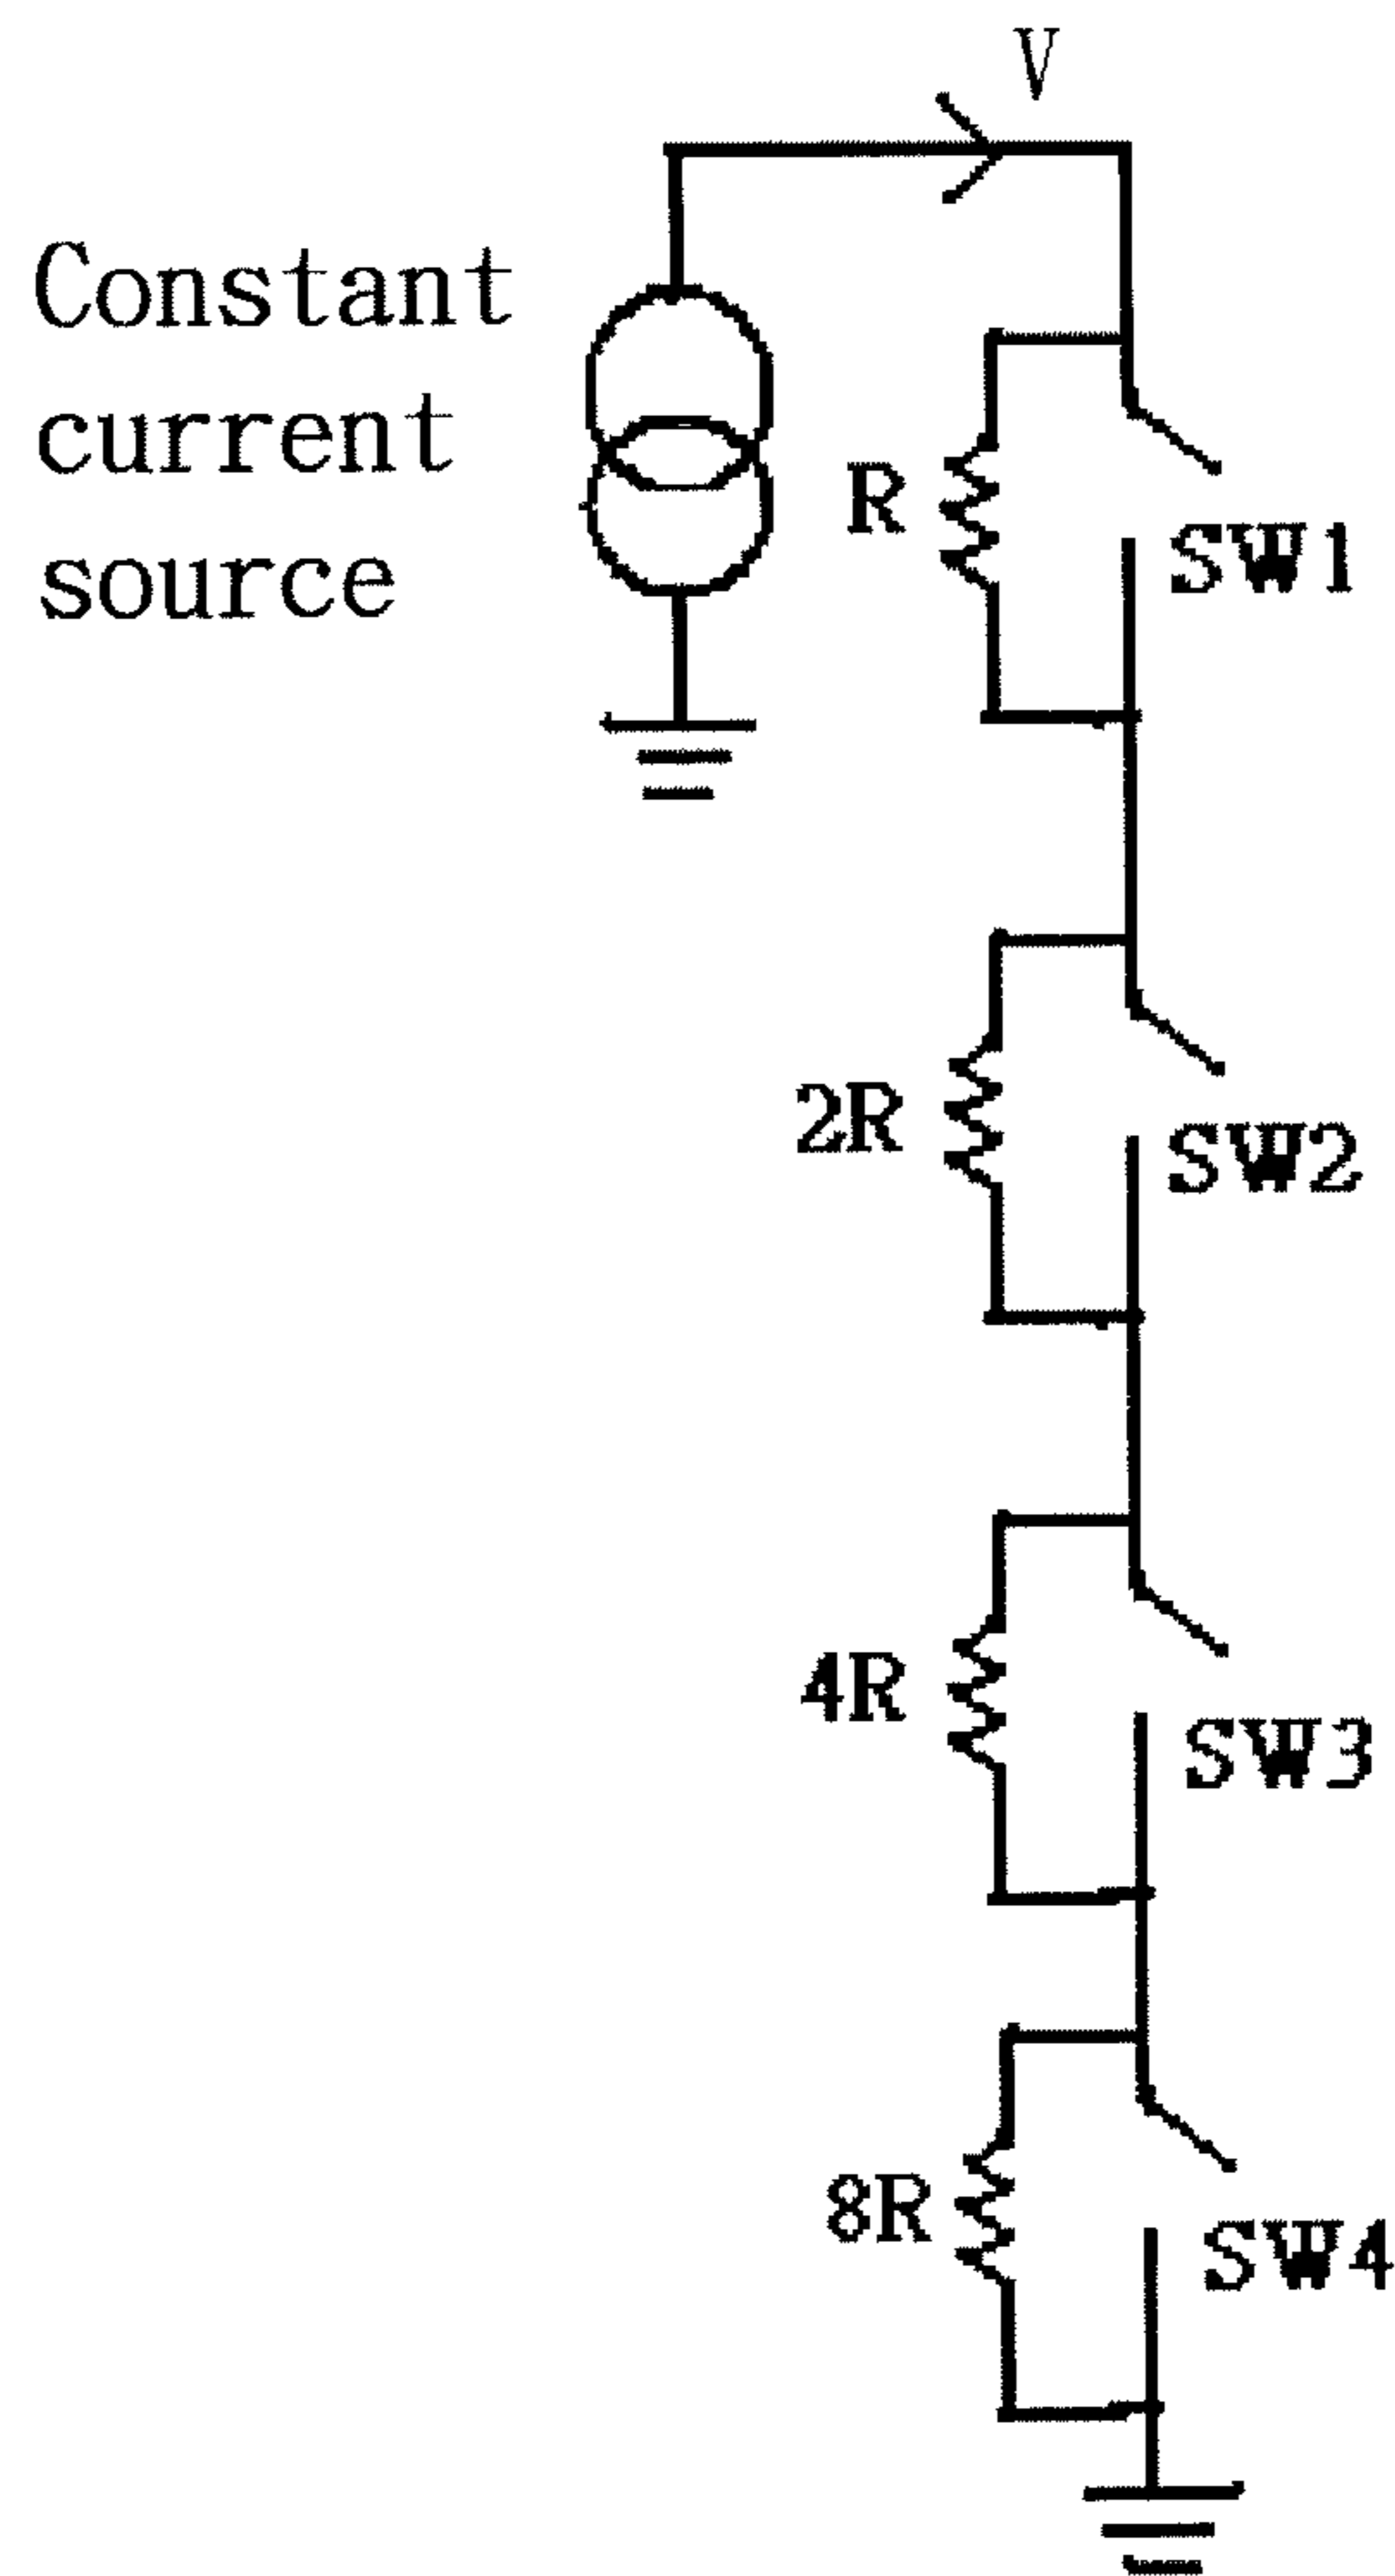 V
Constant
current
source
R
SW1
2R
SW2
4R
SW3
8R
SW4